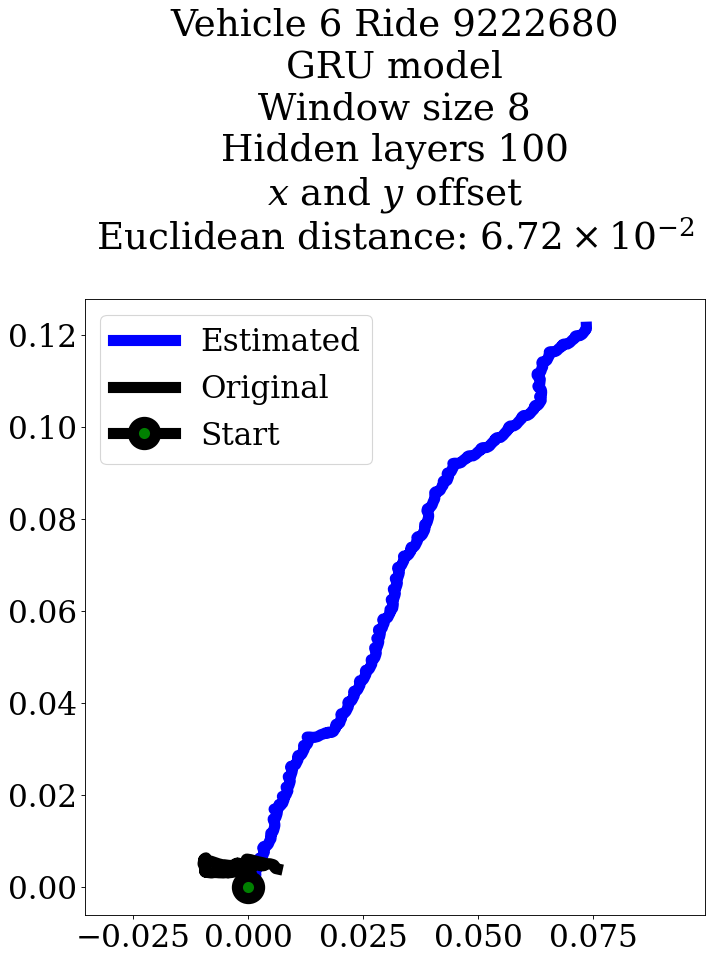 Vehicle 6 Ride 9222680
GRU model
Window size 8
Hidden layers 100
x and y offset
Euclidean distance: 6.72 × 10⁻²
Estimated
Original
Start
0.12
0.10
0.08
0.06
0.04
0.02
0.00
−0.025 0.000 0.025 0.050 0.075